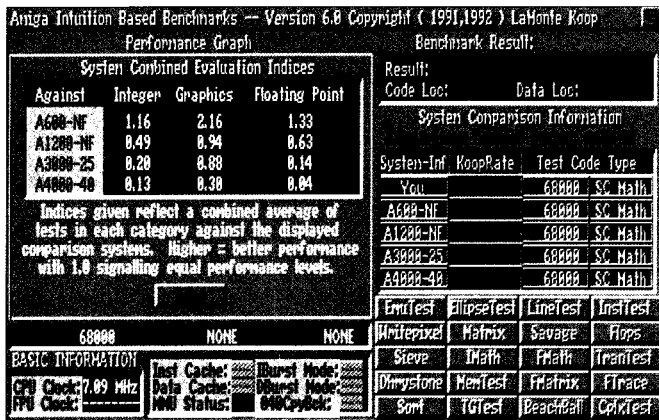 Amiga Intuition Based Benchmarks -- Version 6.0 Copyright ( 1991,1992 ) LaMonte Koop
Performance Graph
System Combined Evaluation Indices
Against Integer Graphics Floating Point
A600-NF 1.16 2.16 1.33
A1200-NF 0.49 0.94 0.63
A3000-25 0.20 0.88 0.14
A4000-40 0.13 0.30 0.04
Indices given reflect a combined average of
tests in each category against the displayed
comparison systems. Higher = better performance
with 1.0 signalling equal performance levels.
68000 NONE NONE
BASIC INFORMATION
CPU Clock: 7.09 MHz
FPU Clock:
Inst Cache: IBurst Mode:
Data Cache: DBurst Mode:
MMU Status: 040CpyBck:
Benchmark Result:
Result:
Code Loc: Data Loc:
System Comparison Information
System-Inf KoopRate Test Code Type
You 68000 SC Math
A600-NF 68000 SC Math
A1200-NF 68000 SC Math
A3000-25 68000 SC Math
A4000-40 68000 SC Math
EmuTest EllipseTest LineTest InstTest
Writepixel Matrix Savage Flops
Sieve IMath FMath TranTest
Dhrystone MemTest FMatrix FTrace
Sort TGTest BeachBall CplxTest